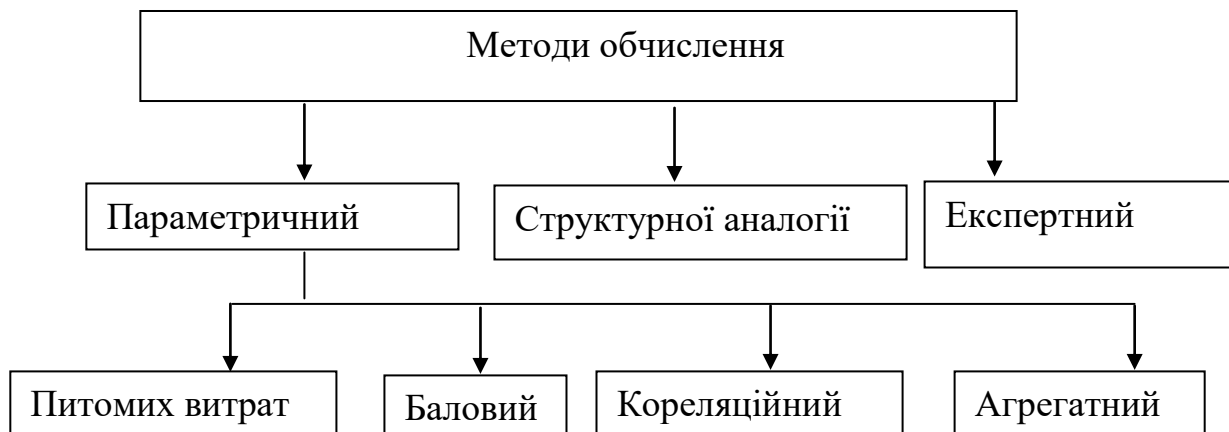 Методи обчислення
Параметричний
Структурної аналогії
Експертний
Питомих витрат
Баловий
Кореляційний
Агрегатний